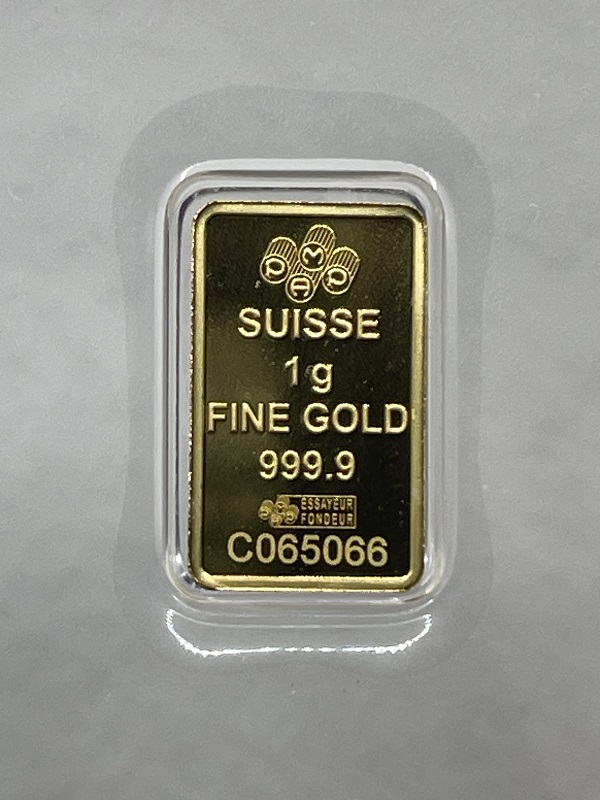 PAMP
SUISSE
1g
FINE GOLD
999.9
ESSAYEUR
FONDEUR
C065066